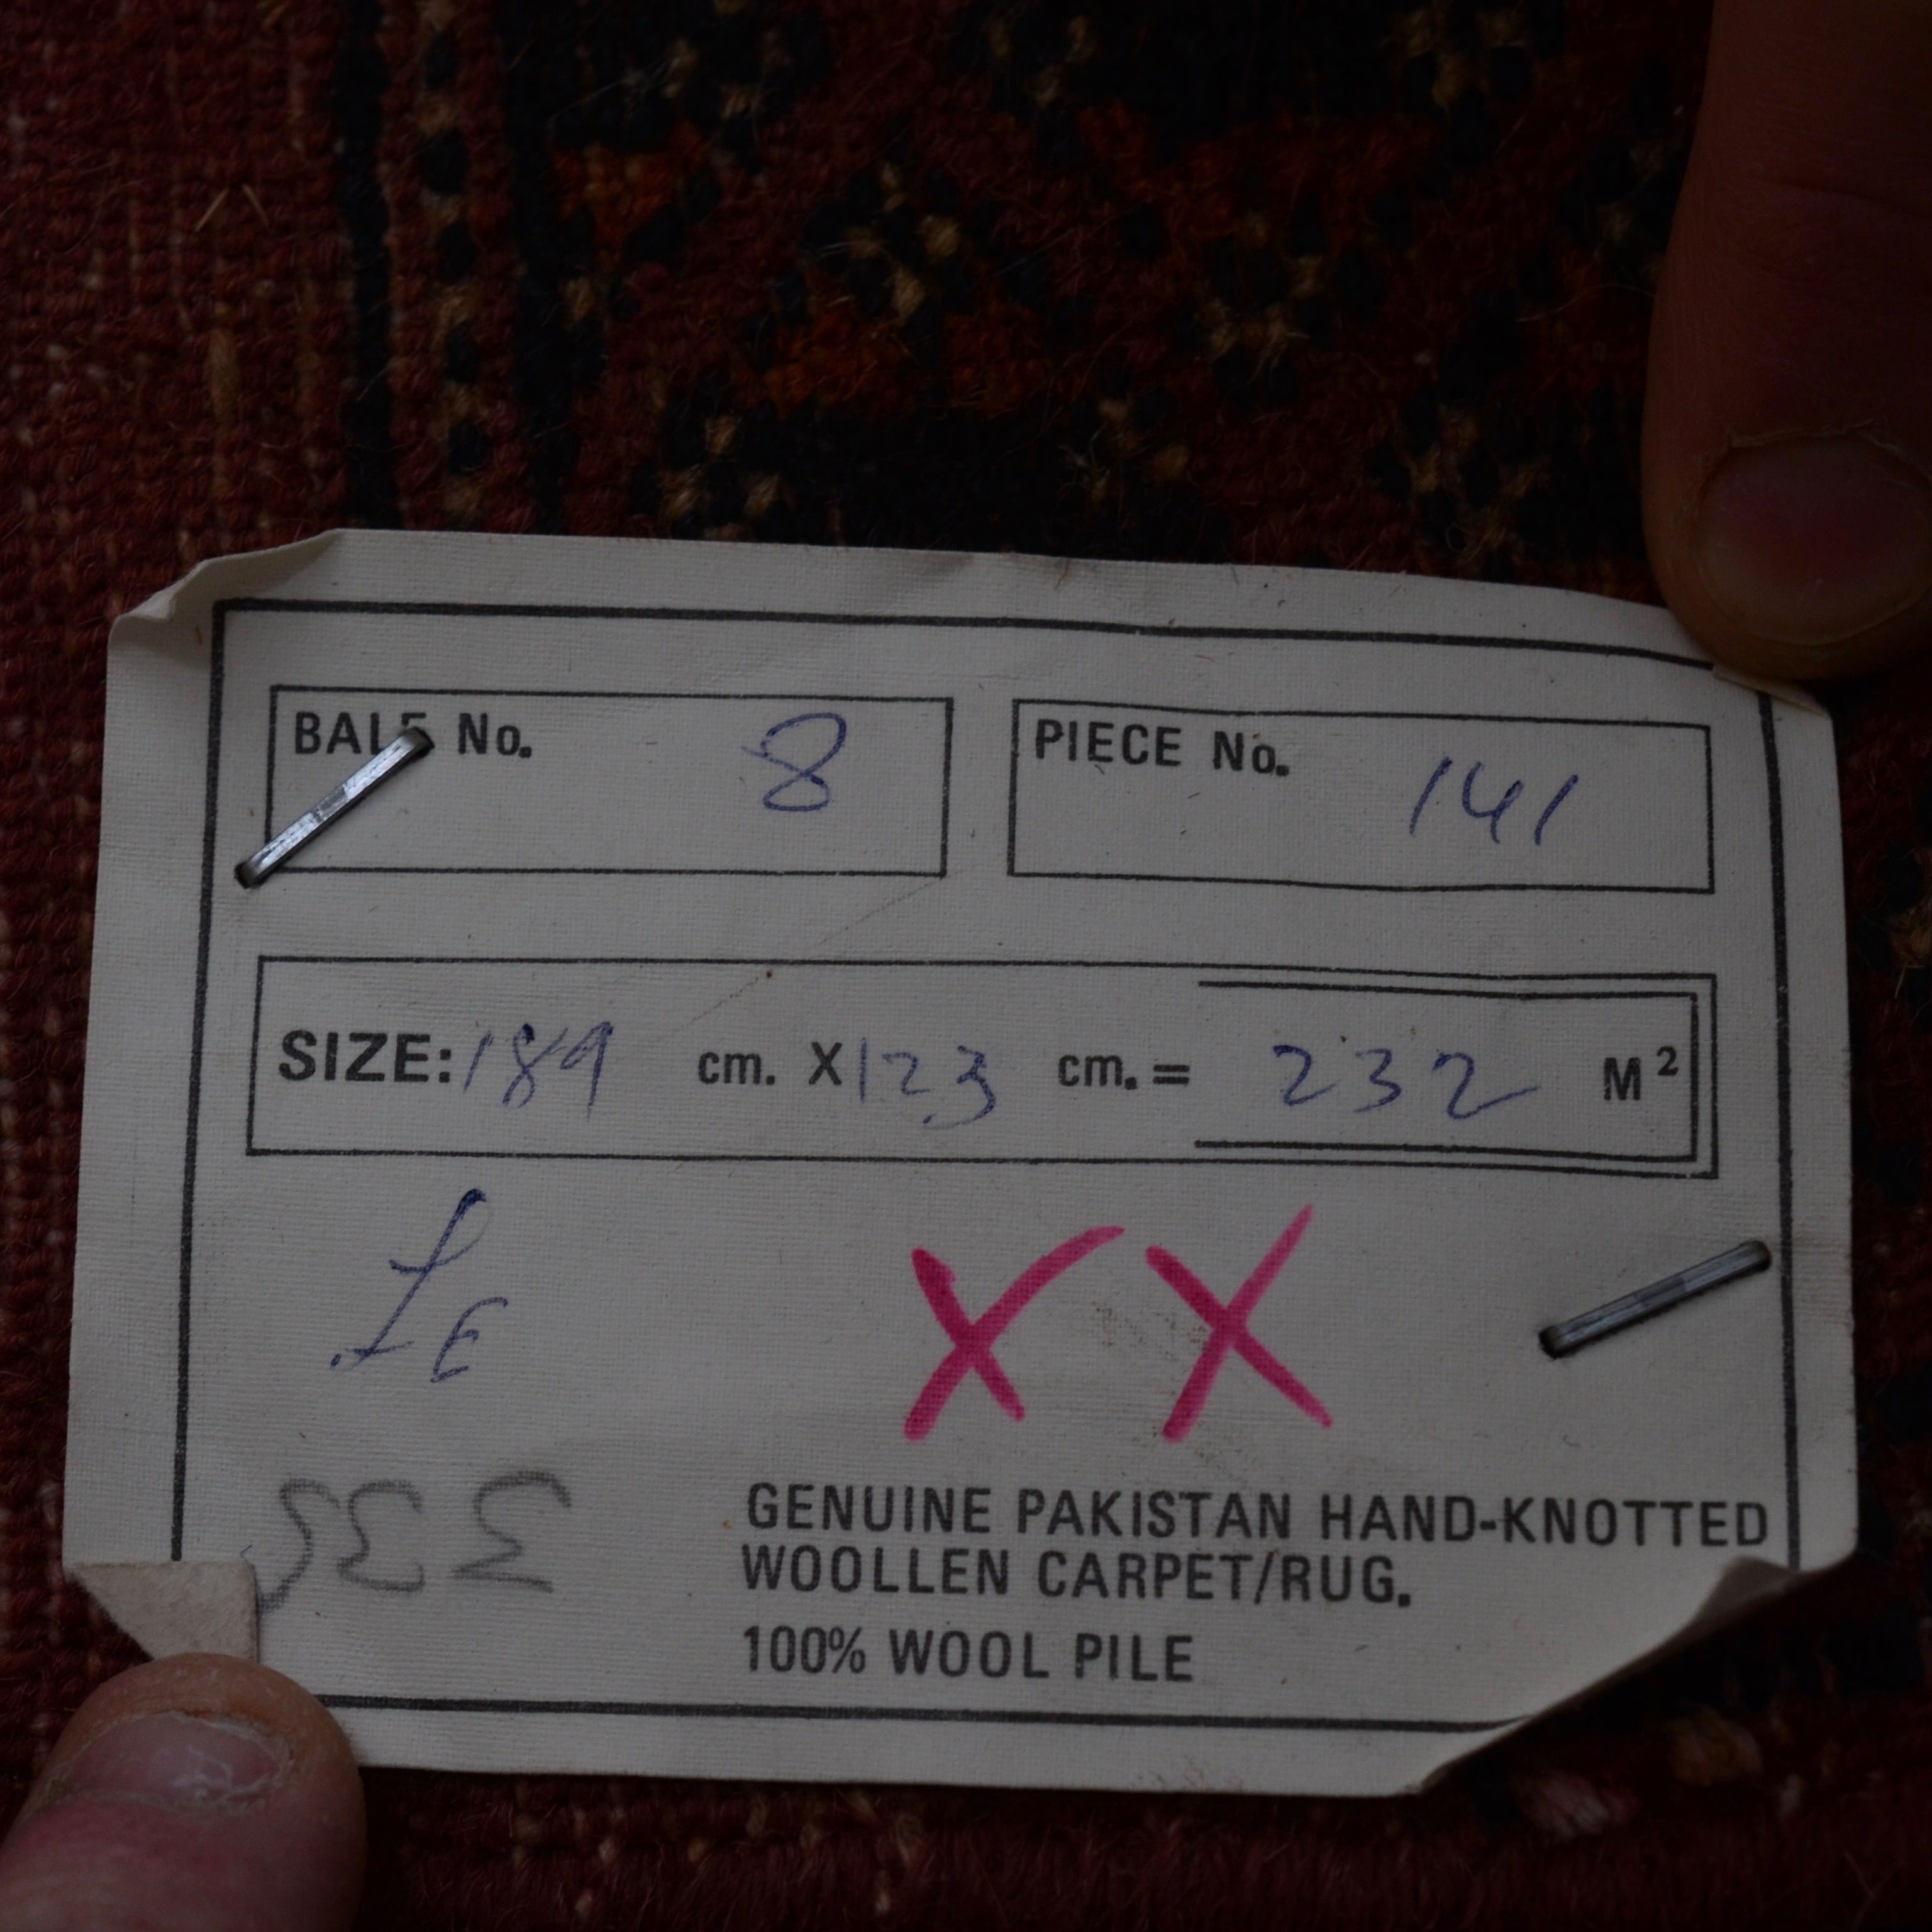 BALE No. 8
PIECE No. 141
SIZE: 189 cm. X 123 cm. = 232 M²
LE
XX
GENUINE PAKISTAN HAND-KNOTTED
WOOLLEN CARPET/RUG.
100% WOOL PILE